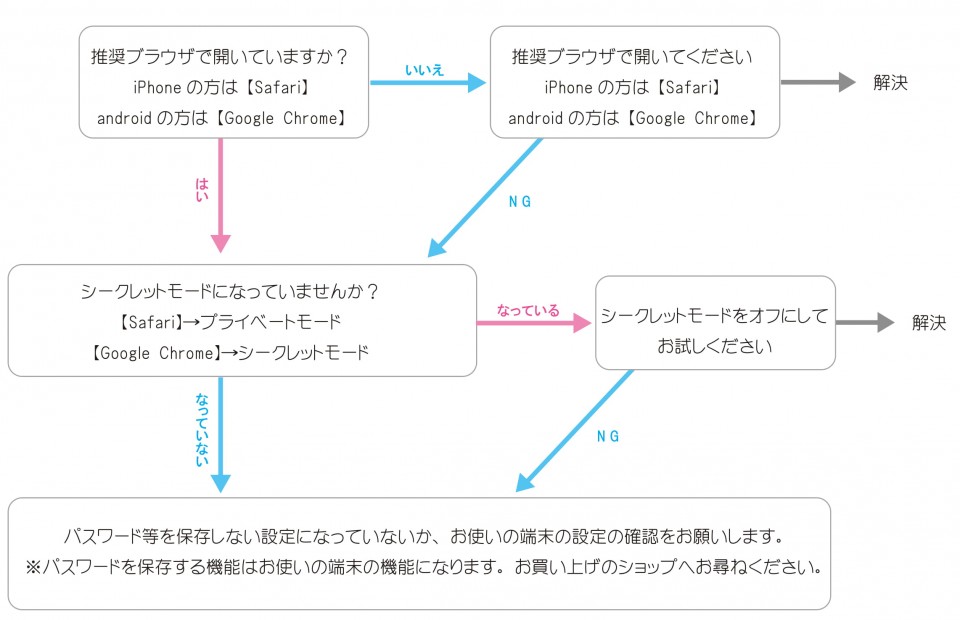 推奨ブラウザで開いていますか？
iPhone の方は【Safari】
android の方は【Google Chrome】
いいえ
推奨ブラウザで開いてください
iPhone の方は【Safari】
android の方は【Google Chrome】
解決
はい
NG
シークレットモードになっていませんか？
【Safari】→プライベートモード
【Google Chrome】→シークレットモード
なっている
シークレットモードをオフにして
お試しください
解決
なっていない
NG
パスワード等を保存しない設定になっていないか、お使いの端末の設定の確認をお願いします。
※パスワードを保存する機能はお使いの端末の機能になります。お買い上げのショップへお尋ねください。